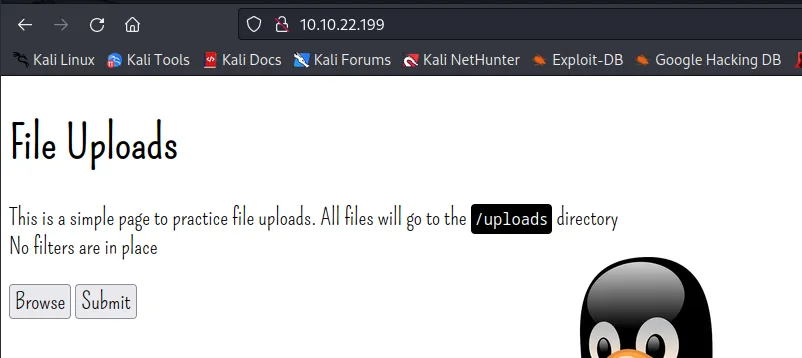 10.10.22.199
Kali Linux Kali Tools Kali Docs Kali Forums Kali NetHunter Exploit-DB Google Hacking DB
File Uploads
This is a simple page to practice file uploads. All files will go to the /uploads directory
No filters are in place
Browse Submit